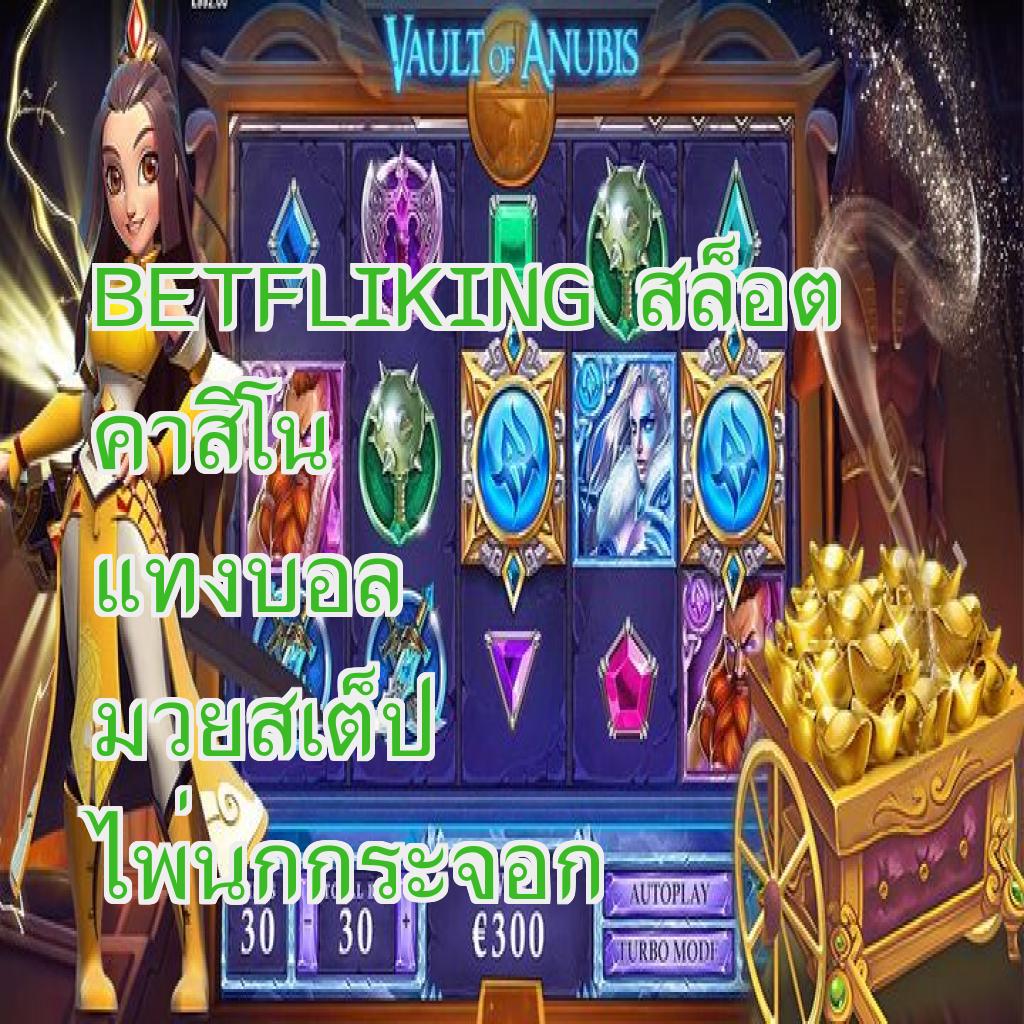 VAULT OF ANUBIS
BETFLIKING สล็อต
คาสิโน
แทงบอล
มวยสเต็ป
ไพ่นกกระจอก
30
30
€300
AUTOPLAY
TURBO MODE